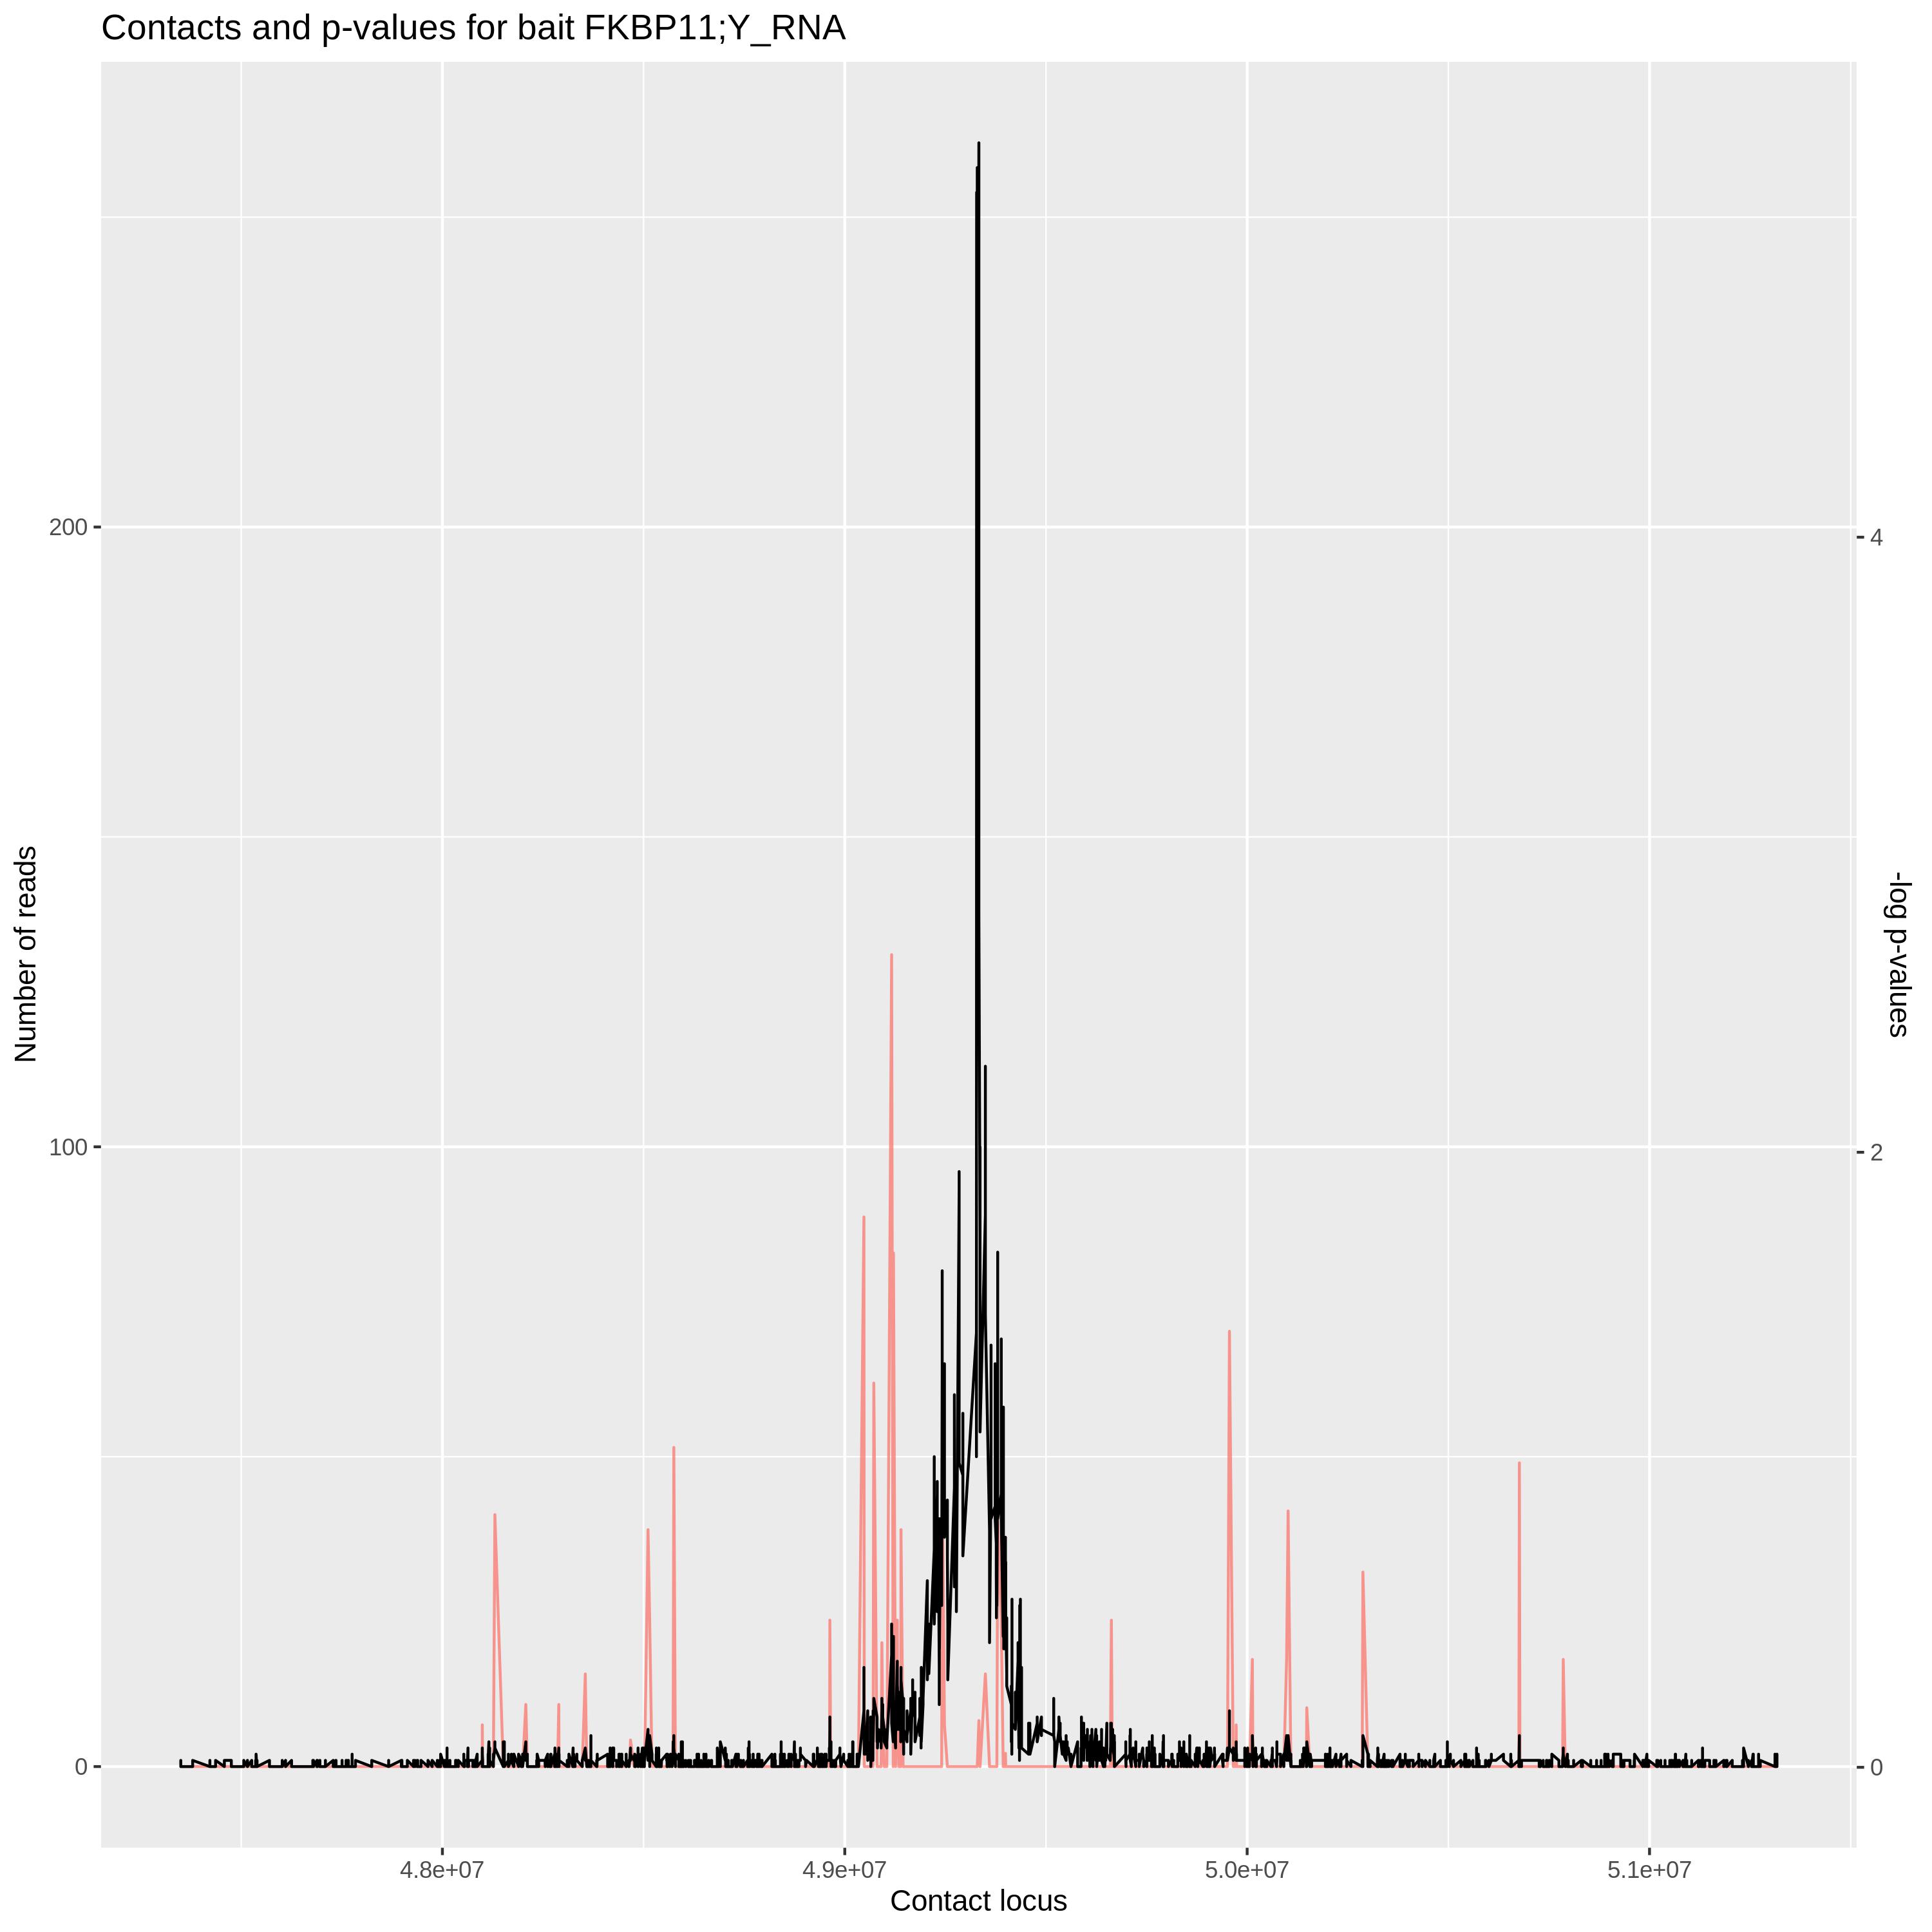 Contacts and p-values for bait FKBP11;Y_RNA
200
100
0
Number of reads
4
2
0
-log p-values
4.8e+07
4.9e+07
5.0e+07
5.1e+07
Contact locus